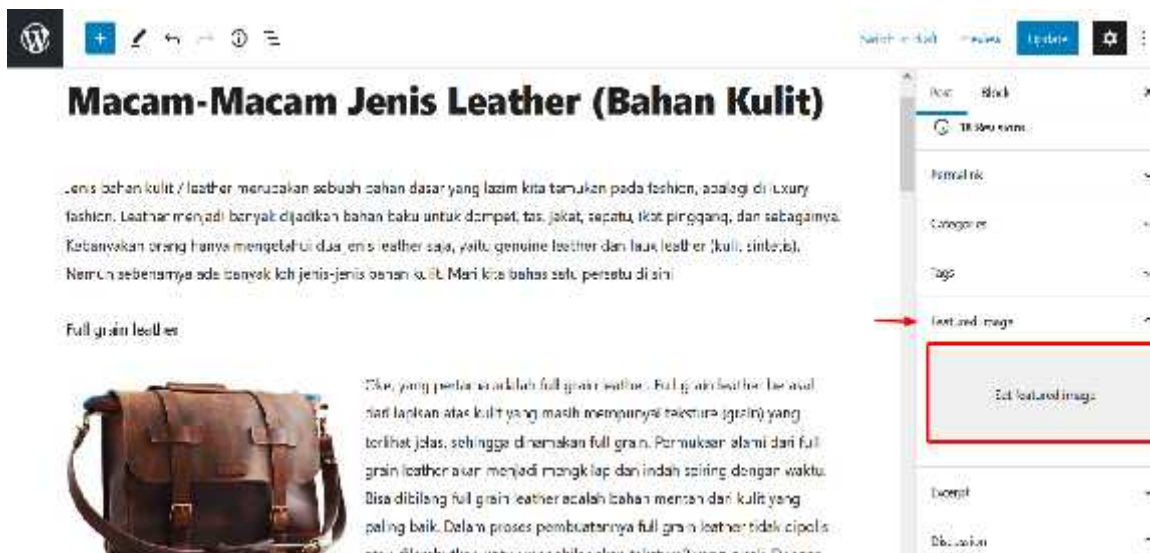 Switch to draft Preview Update
Macam-Macam Jenis Leather (Bahan Kulit)
Post Block
18 Revisions
Jenis bahan kulit / leather merupakan sebuah bahan dasar yang lazim kita temukan pada fashion, apalagi di luxury
fashion. Leather menjadi banyak dijadikan bahan baku untuk dompet, tas, jaket, sepatu, ikat pinggang, dan sebagainya.
Kebanyakan orang hanya mengetahui dua jenis leather saja, yaitu genuine leather dan faux leather (kulit sintetis).
Namun sebenarnya ada banyak loh jenis-jenis bahan kulit. Mari kita bahas satu persatu di sini
Full grain leather
Oke, yang pertama adalah full grain leather. Full grain leather berasal
dari lapisan atas kulit yang masih mempunyai teksture (grain) yang
terlihat jelas, sehingga dinamakan full grain. Permukaan alami dari full
grain leather akan menjadi mengkilap dan indah seiring dengan waktu.
Bisa dibilang full grain leather adalah bahan mentah dari kulit yang
paling baik. Dalam proses pembuatannya full grain leather tidak dipolis
Permalink
Categories
Tags
Featured image
Set featured image
Excerpt
Discussion